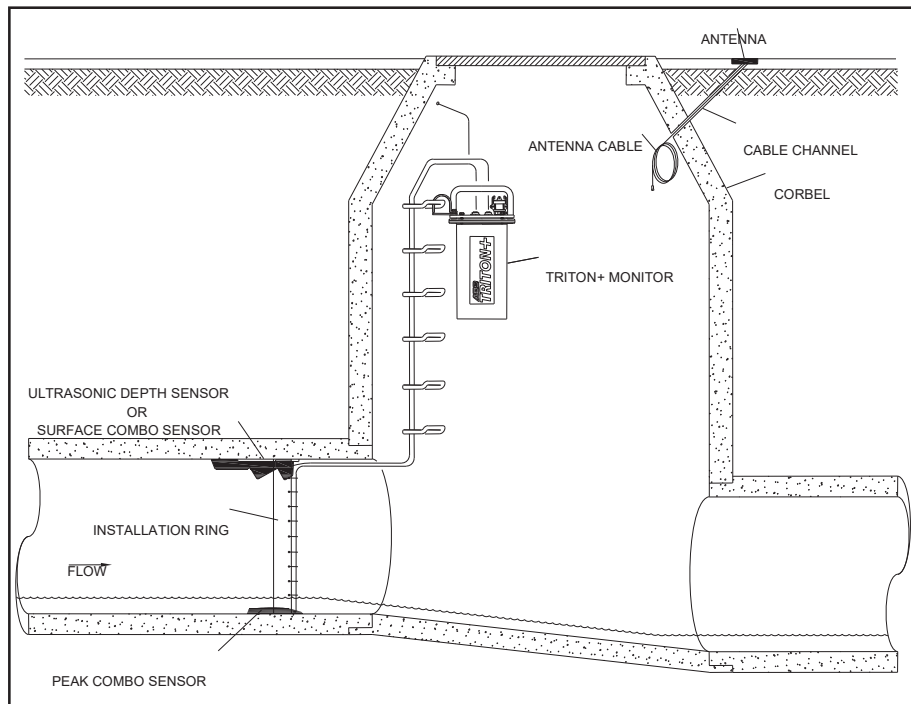 ANTENNA
ANTENNA CABLE
CABLE CHANNEL
CORBEL
TRITON+
TRITON+ MONITOR
ULTRASONIC DEPTH SENSOR
OR
SURFACE COMBO SENSOR
INSTALLATION RING
FLOW
PEAK COMBO SENSOR